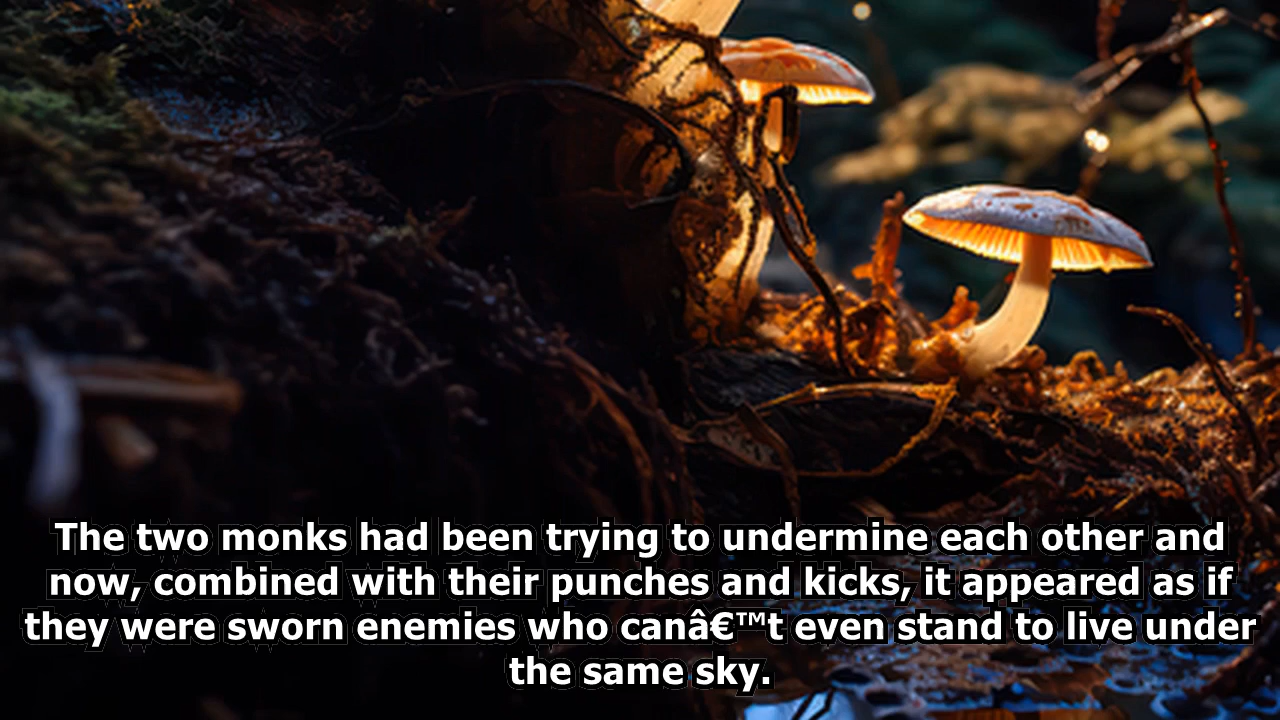 The two monks had been trying to undermine each other and
now, combined with their punches and kicks, it appeared as if
they were sworn enemies who canâ€™t even stand to live under
the same sky.